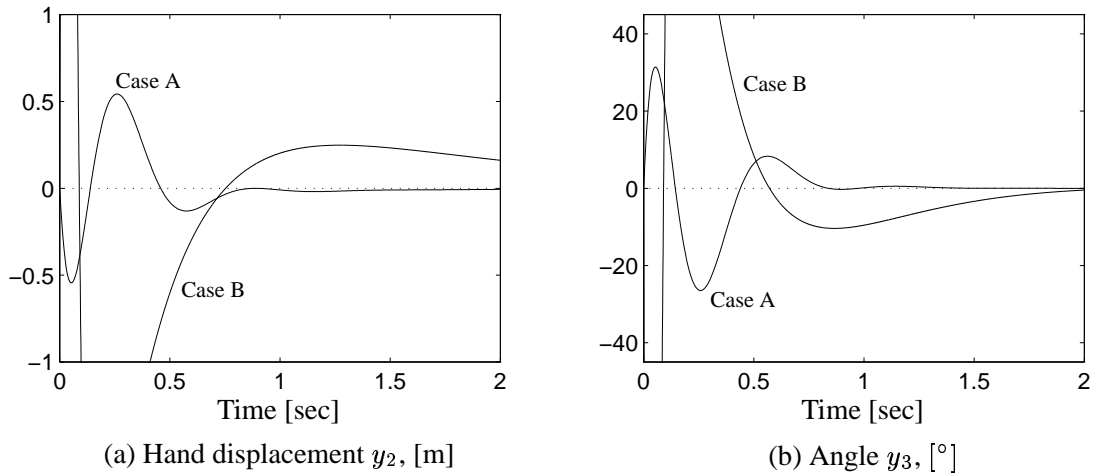 1
0.5
0
−0.5
−1
Case A
Case B
0 0.5 1 1.5 2
Time [sec]
(a) Hand displacement y2, [m]
40
20
0
−20
−40
Case B
Case A
0 0.5 1 1.5 2
Time [sec]
(b) Angle y3, [°]